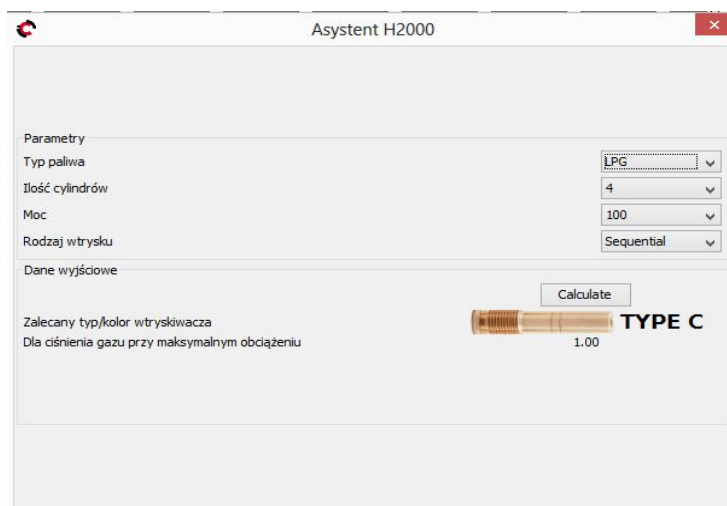 Asystent H2000
Parametry
Typ paliwa LPG
Ilość cylindrów 4
Moc 100
Rodzaj wtrysku Sequential
Dane wyjściowe
Calculate
Zalecany typ/kolor wtryskiwacza TYPE C
Dla ciśnienia gazu przy maksymalnym obciążeniu 1.00